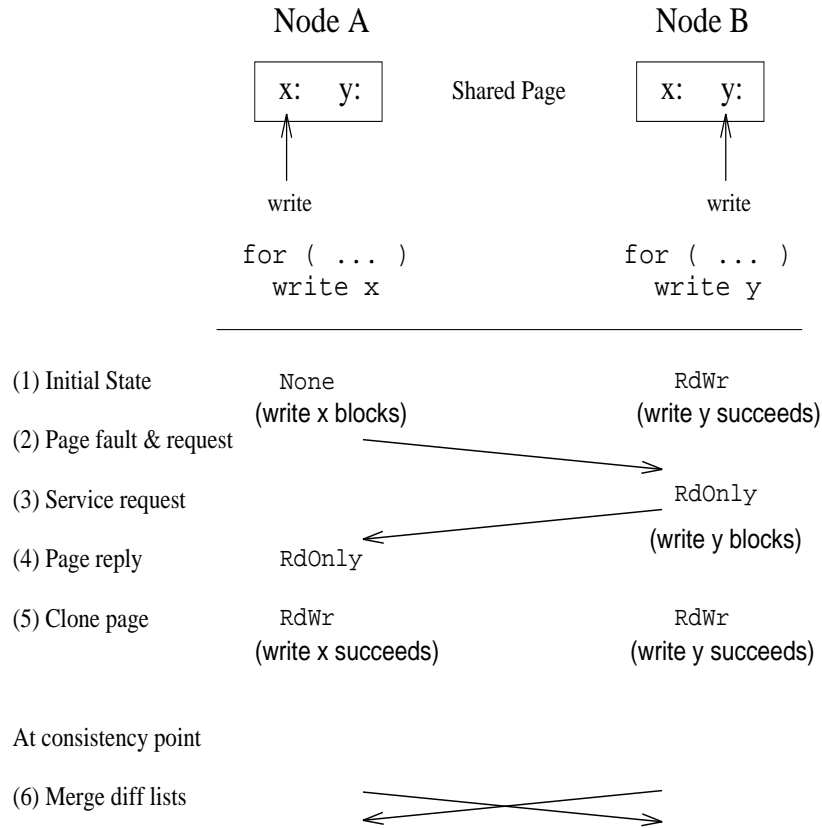 Node A Node B
x: y: Shared Page x: y:
write write
for ( ... ) for ( ... )
write x write y
(1) Initial State None RdWr
(write x blocks) (write y succeeds)
(2) Page fault & request
(3) Service request RdOnly
(write y blocks)
(4) Page reply RdOnly
(5) Clone page RdWr RdWr
(write x succeeds) (write y succeeds)
At consistency point
(6) Merge diff lists